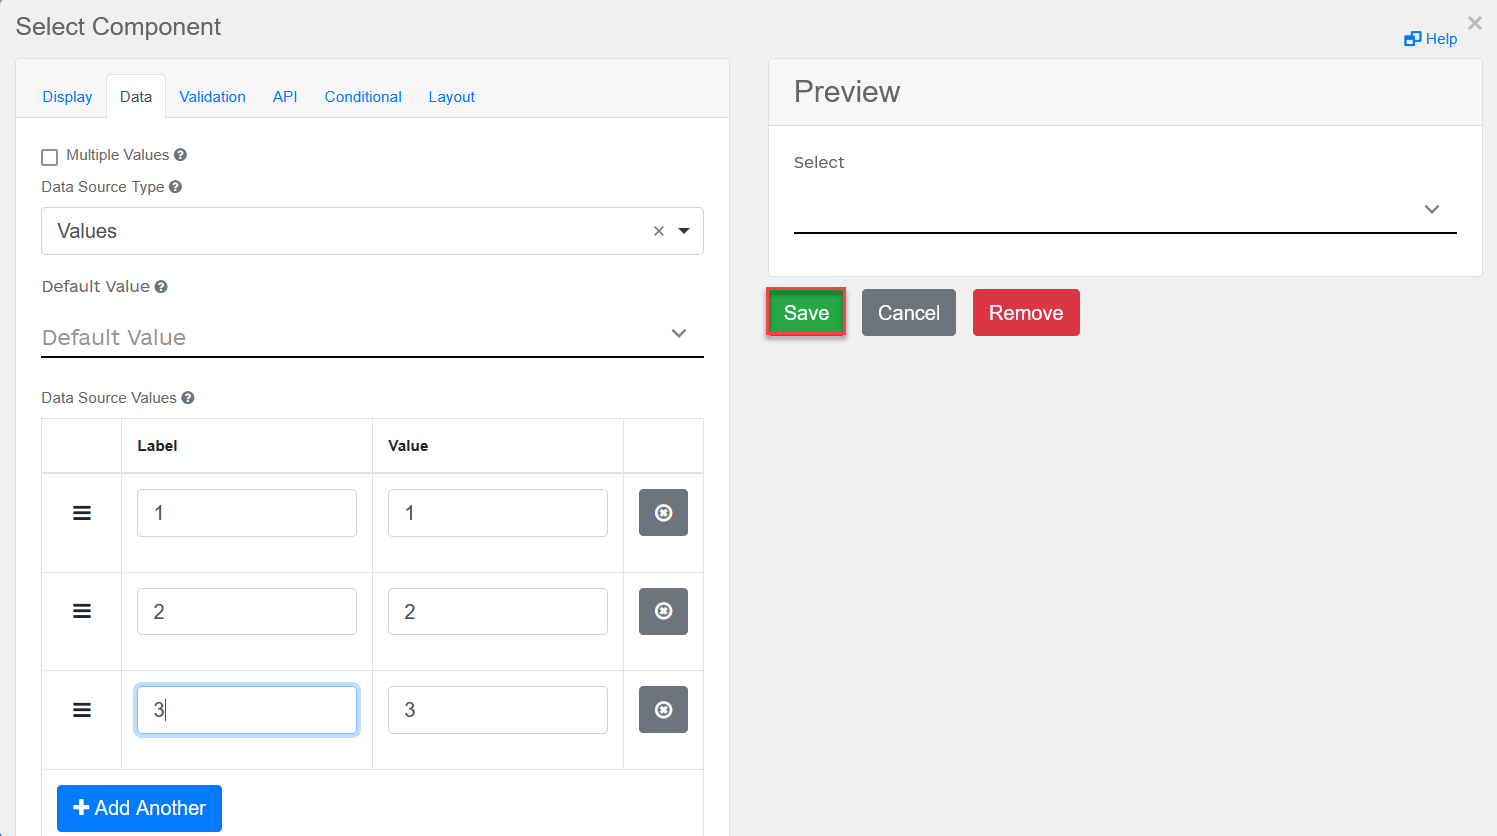 Select Component
Help
Display Data Validation API Conditional Layout
Multiple Values
Data Source Type
Values
Default Value
Default Value
Data Source Values
Label Value
1 1
2 2
3 3
Add Another
Preview
Select
Save Cancel Remove